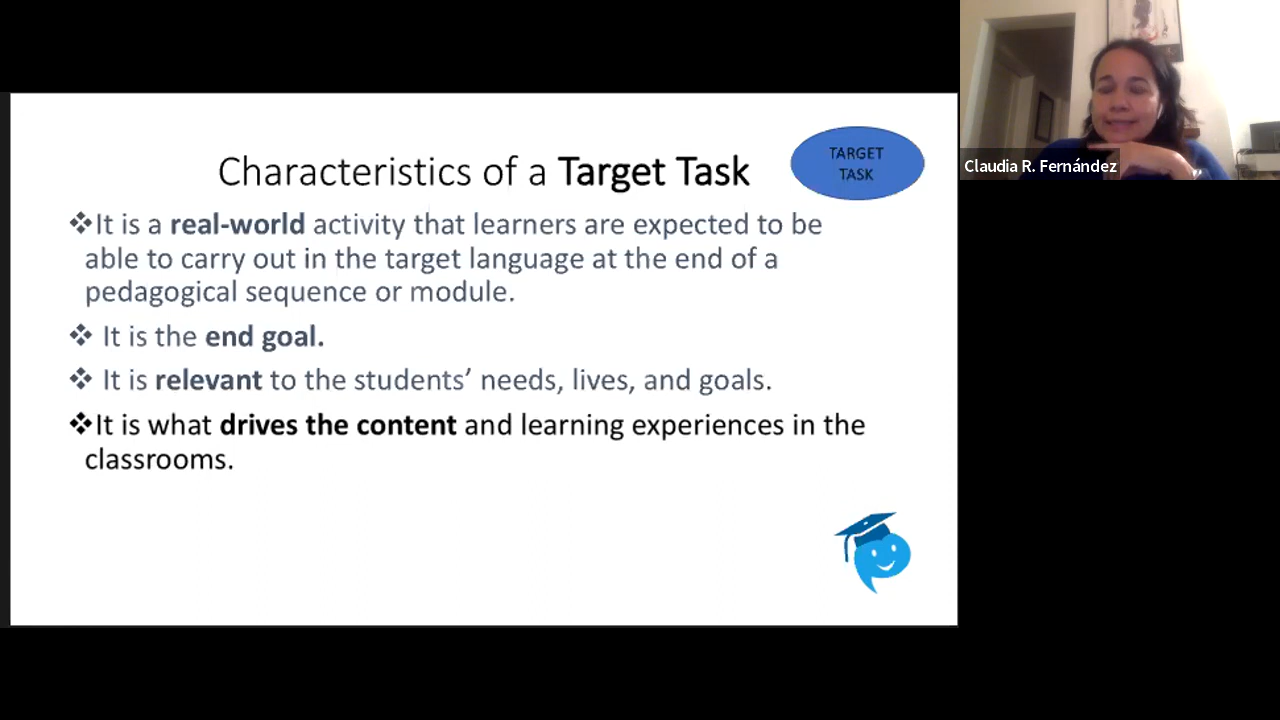 Characteristics of a Target Task
TARGET
TASK
❖It is a real-world activity that learners are expected to be
able to carry out in the target language at the end of a
pedagogical sequence or module.
❖ It is the end goal.
❖ It is relevant to the students’ needs, lives, and goals.
❖It is what drives the content and learning experiences in the
classrooms.
Claudia R. Fernández